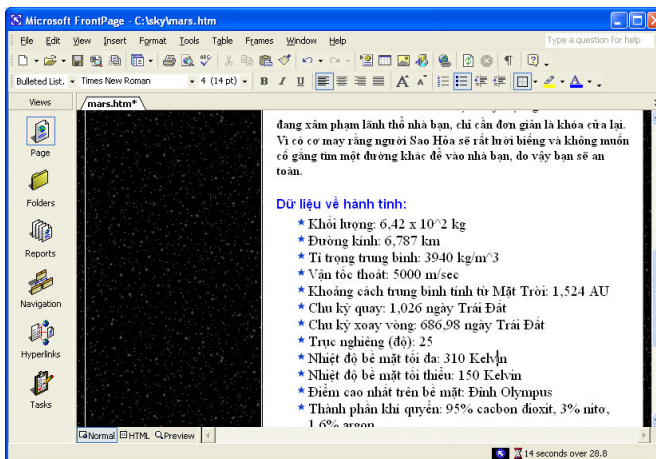 Microsoft FrontPage - C:\sky\mars.htm
File Edit View Insert Format Tools Table Frames Window Help Type a question for help
Bulleted List. Times New Roman 4 (14 pt) B I U
Views mars.htm*
Page
Folders
Reports
Navigation
Hyperlinks
Tasks
đang xâm phạm lãnh thổ nhà bạn, chỉ cần đơn giản là khóa cửa lại.
Vì có cơ may rằng người Sao Hỏa sẽ rất lười biếng và không muốn
cố gắng tìm một đường khác để vào nhà bạn, do vậy bạn sẽ an
toàn.
Dữ liệu về hành tinh:
Khối lượng: 6,42 x 10^2 kg
Đường kính: 6,787 km
Tỉ trọng trung bình: 3940 kg/m^3
Vận tốc thoát: 5000 m/sec
Khoảng cách trung bình tính từ Mặt Trời: 1,524 AU
Chu kỳ quay: 1,026 ngày Trái Đất
Chu kỳ xoay vòng: 686,98 ngày Trái Đất
Trục nghiêng (độ): 25
Nhiệt độ bề mặt tối đa: 310 Kelvin
Nhiệt độ bề mặt tối thiểu: 150 Kelvin
Điểm cao nhất trên bề mặt: Đỉnh Olympus
Thành phần khí quyển: 95% cacbon đioxit, 3% nitơ,
1,6% argon
Normal HTML Preview
14 seconds over 28.8